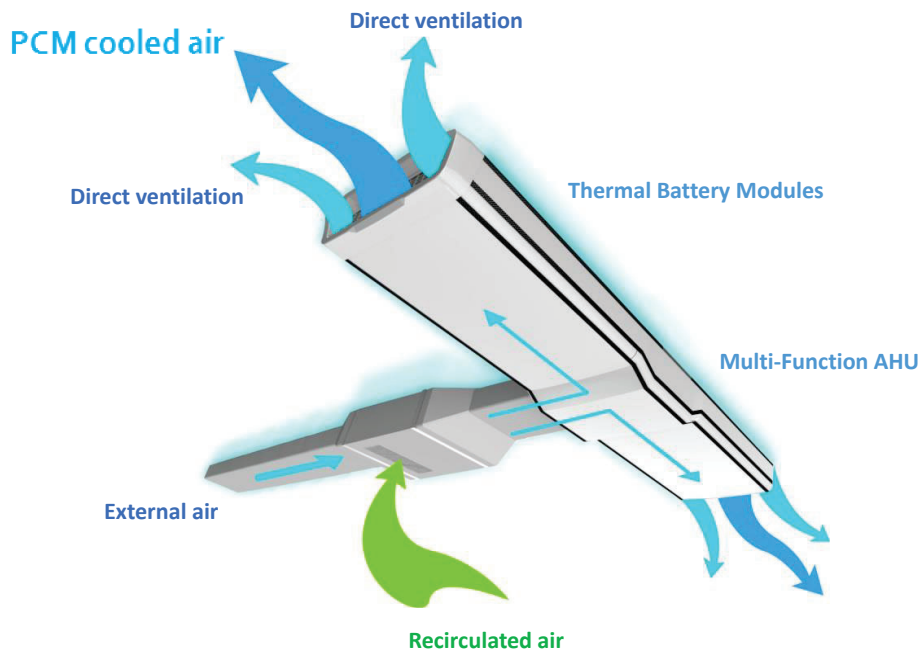 Direct ventilation
PCM cooled air
Direct ventilation
Thermal Battery Modules
Multi-Function AHU
External air
Recirculated air